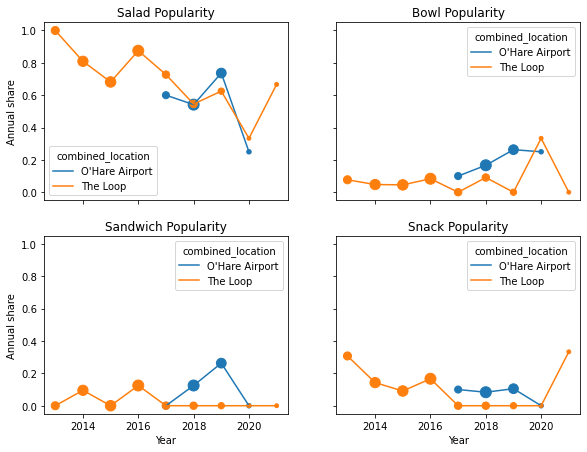 Salad Popularity
Annual share
1.0
0.8
0.6
0.4
0.2
0.0
combined_location
O'Hare Airport
The Loop
Bowl Popularity
combined_location
O'Hare Airport
The Loop
Sandwich Popularity
Annual share
1.0
0.8
0.6
0.4
0.2
0.0
combined_location
O'Hare Airport
The Loop
2014 2016 2018 2020
Year
Snack Popularity
combined_location
O'Hare Airport
The Loop
2014 2016 2018 2020
Year